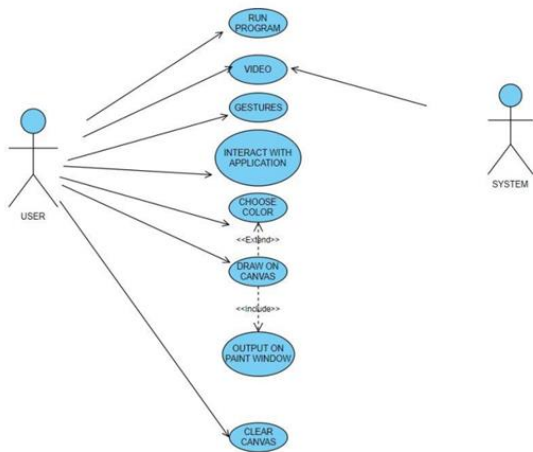 RUN
PROGRAM
VIDEO
GESTURES
INTERACT WITH
APPLICATION
SYSTEM
CHOOSE
COLOR
USER
<<Extend>>
DRAW ON
CANVAS
<<Include>>
OUTPUT ON
PAINT WINDOW
CLEAR
CANVAS